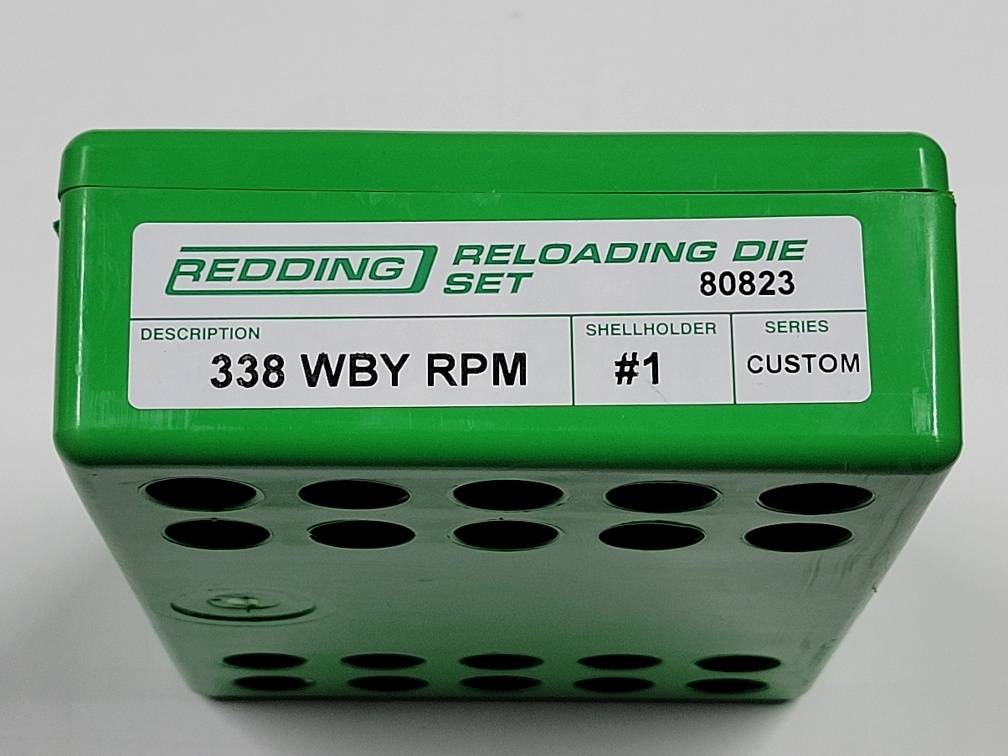 REDDING RELOADING DIE
SET 80823
DESCRIPTION SHELLHOLDER SERIES
338 WBY RPM #1 CUSTOM